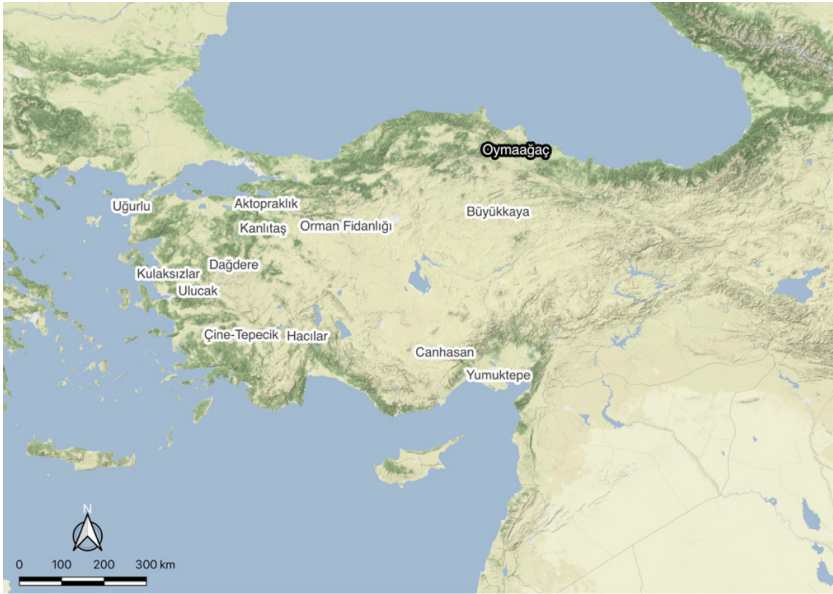 Oymaağaç
Uğurlu
Aktopraklık
Büyükkaya
Kanlıtaş
Orman Fidanlığı
Dağdere
Kulaksızlar
Ulucak
Çine-Tepecik
Hacılar
Canhasan
Yumuktepe
N
0 100 200 300 km